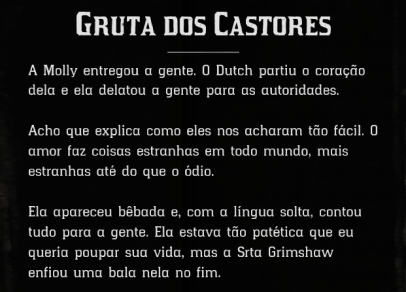 Gruta dos Castores
A Molly entregou a gente. O Dutch partiu o coração
dela e ela delatou a gente para as autoridades.
Acho que explica como eles nos acharam tão fácil. O
amor faz coisas estranhas em todo mundo, mais
estranhas até do que o ódio.
Ela apareceu bêbada e, com a língua solta, contou
tudo para a gente. Ela estava tão patética que eu
queria poupar sua vida, mas a Srta Grimshaw
enfiou uma bala nela no fim.